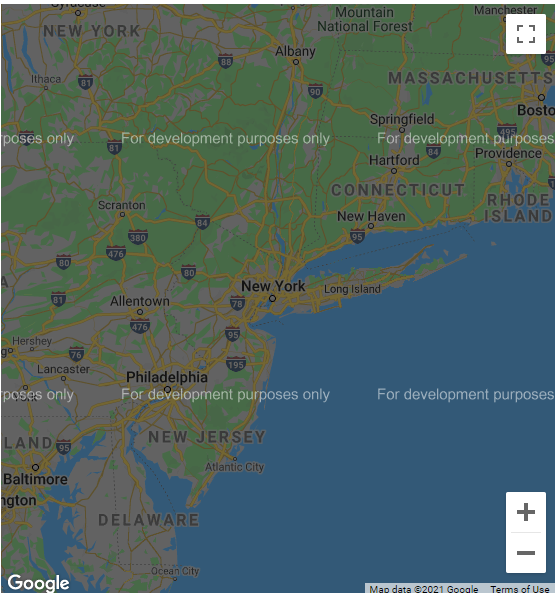 Syracuse
Mountain
National Forest
Manchester
NEW YORK
Albany
88
95
Ithaca
81
90
MASSACHUSETTS
Bosto
Springfield
495
rposes only
For development purposes only
For development purposes
81
84
Providence
Hartford
CONNECTICUT
RHODE
ISLAND
Scranton
84
New Haven
380
95
476
80
80
New York
Long Island
81
Allentown
78
476
95
Hershey
76
195
Lancaster
Philadelphia
rposes only
For development purposes only
For development purposes
LAND
95
NEW JERSEY
Atlantic City
Baltimore
ngton
DELAWARE
Ocean City
Google
Map data ©2021 Google
Terms of Use